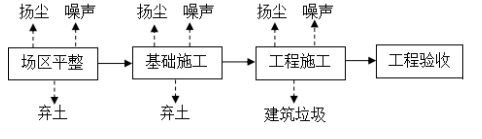 扬尘 噪声 扬尘 噪声 扬尘 噪声
场区平整 基础施工 工程施工 工程验收
弃土 弃土 建筑垃圾